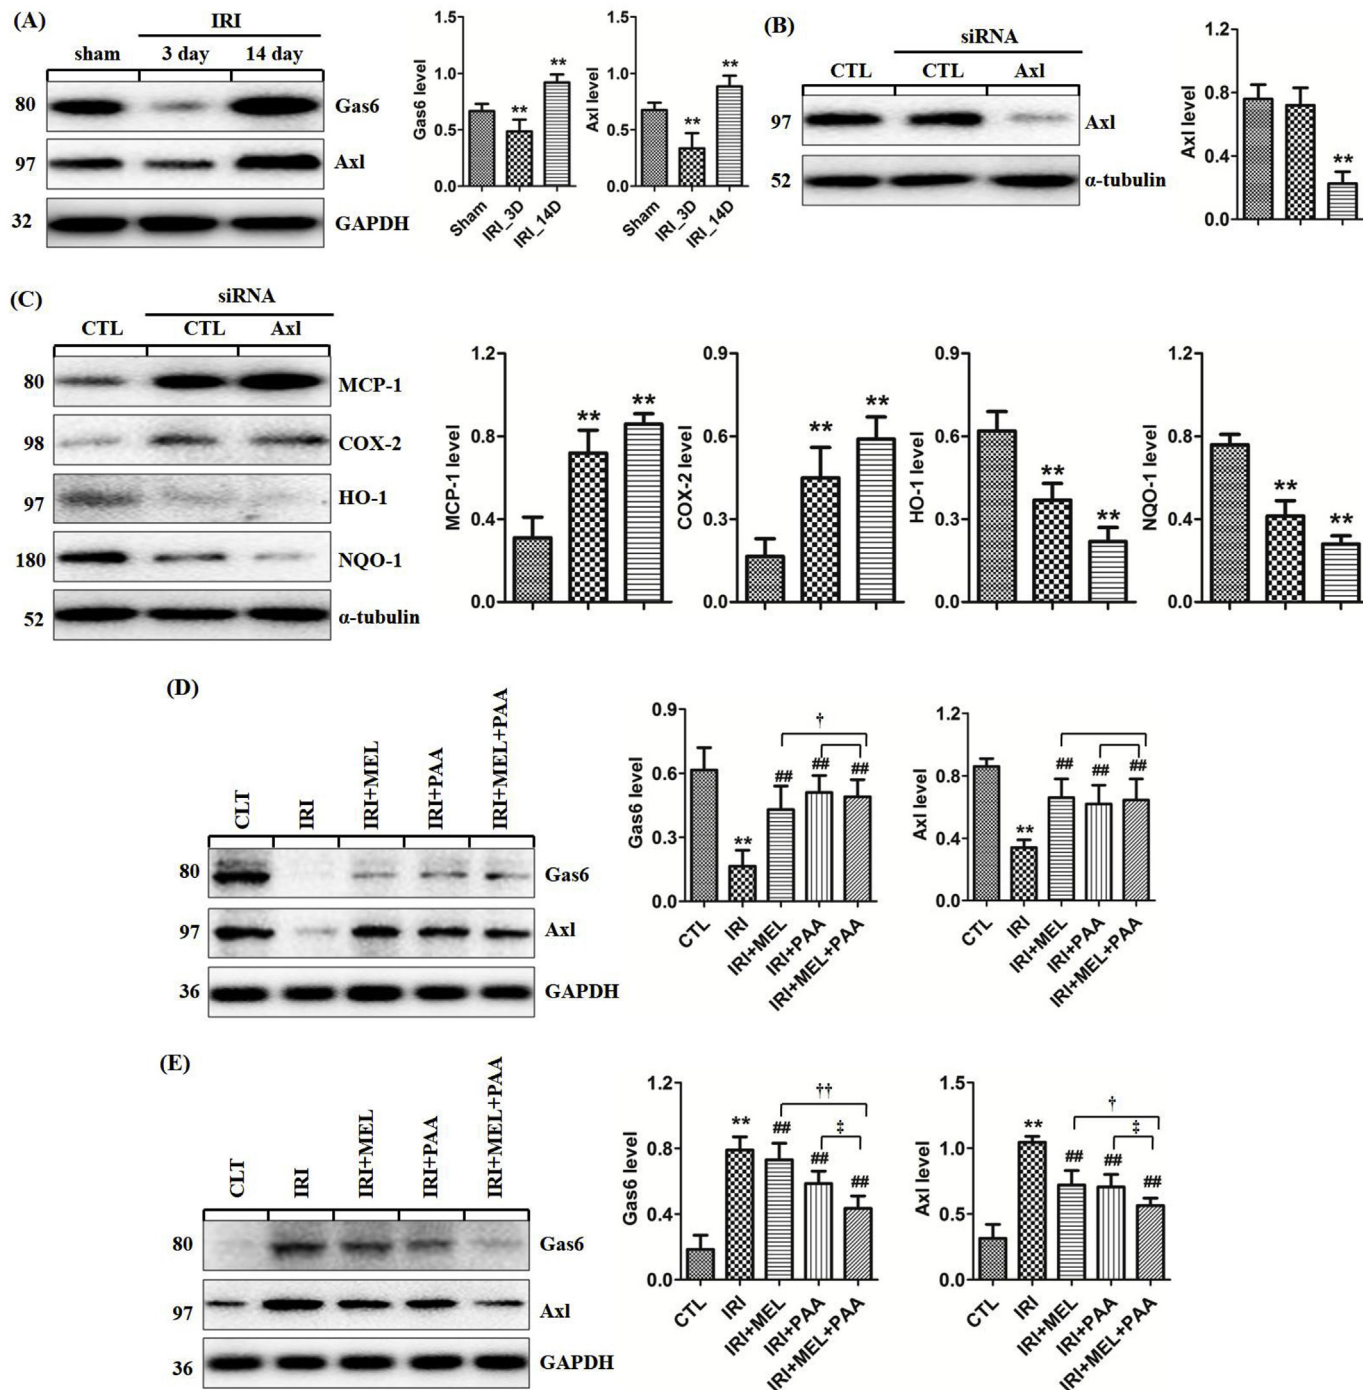 (A)
IRI
sham 3 day 14 day
80 Gas6
97 Axl
32 GAPDH
Gas6 level
1.5
1.0
0.5
0.0
** **
Sham IRI_3D IRI_14D
Axl level
1.5
1.0
0.5
0.0
** **
Sham IRI_3D IRI_14D
(B)
siRNA
CTL CTL Axl
97 Axl
52 α-tubulin
Axl level
1.2
0.8
0.4
0.0
**
(C)
siRNA
CTL CTL Axl
80 MCP-1
98 COX-2
97 HO-1
180 NQO-1
52 α-tubulin
MCP-1 level
1.2
0.8
0.4
0.0
** **
COX-2 level
0.9
0.6
0.3
0.0
** **
HO-1 level
0.9
0.6
0.3
0.0
** **
NQO-1 level
1.2
0.8
0.4
0.0
** **
(D)
CLT IRI IRI+MEL IRI+PAA IRI+MEL+PAA
80 Gas6
97 Axl
36 GAPDH
Gas6 level
0.9
0.6
0.3
0.0
†
** ## ## ##
CTL IRI IRI+MEL IRI+PAA IRI+MEL+PAA
Axl level
1.2
0.8
0.4
0.0
** ## ## ##
CTL IRI IRI+MEL IRI+PAA IRI+MEL+PAA
(E)
CLT IRI IRI+MEL IRI+PAA IRI+MEL+PAA
80 Gas6
97 Axl
36 GAPDH
Gas6 level
1.2
0.8
0.4
0.0
††
‡
** ## ## ##
CTL IRI IRI+MEL IRI+PAA IRI+MEL+PAA
Axl level
1.5
1.0
0.5
0.0
†
‡
** ## ## ##
CTL IRI IRI+MEL IRI+PAA IRI+MEL+PAA